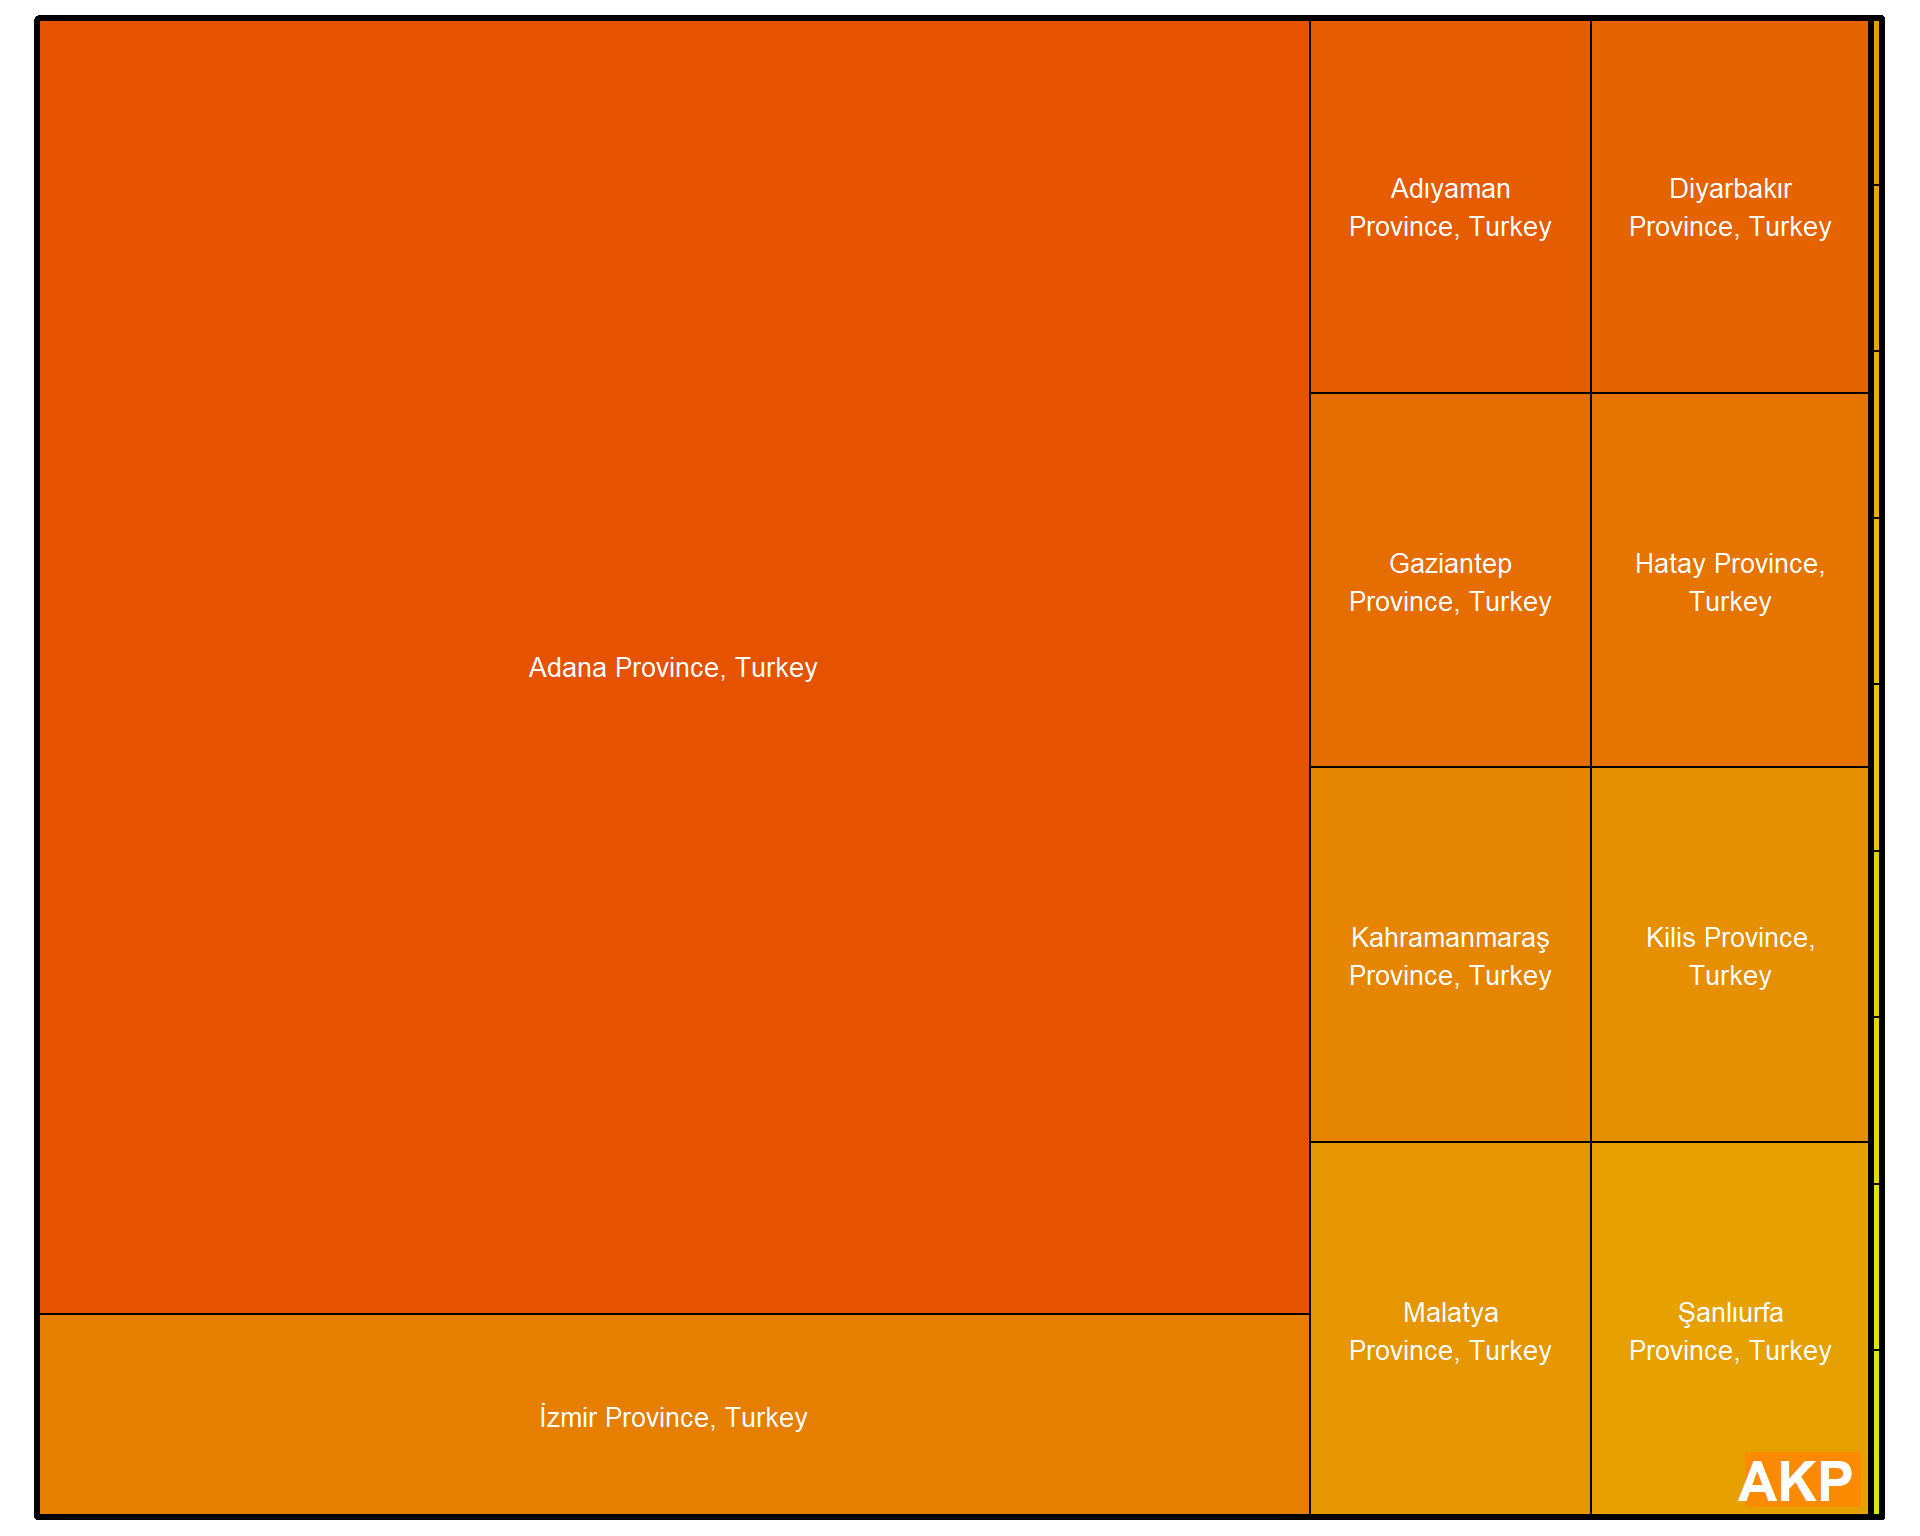 Adana Province, Turkey
İzmir Province, Turkey
Adıyaman
Province, Turkey
Diyarbakır
Province, Turkey
Gaziantep
Province, Turkey
Hatay Province,
Turkey
Kahramanmaraş
Province, Turkey
Kilis Province,
Turkey
Malatya
Province, Turkey
Şanlıurfa
Province, Turkey
AKP